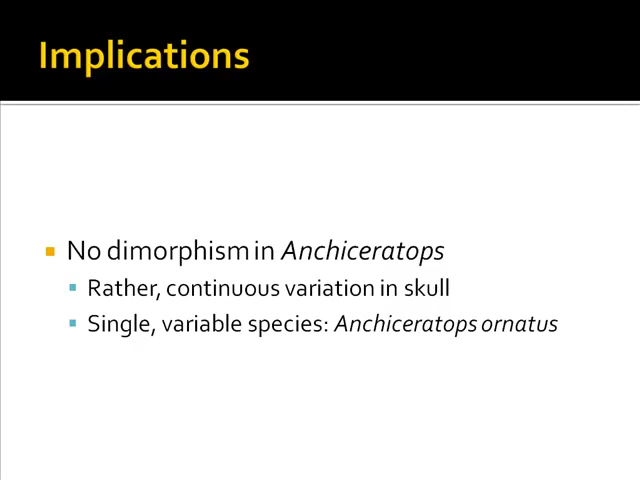 Implications
No dimorphism in Anchiceratops
Rather, continuous variation in skull
Single, variable species: Anchiceratops ornatus